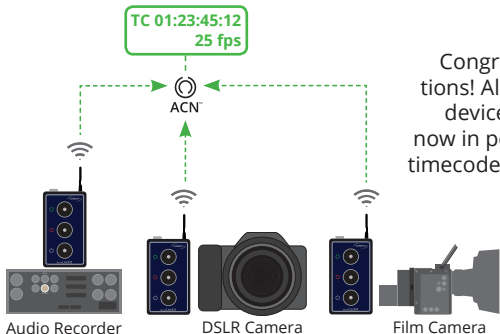 TC 01:23:45:12
25 fps
ACN™
Congr
tions! Al
device
now in pe
timecode
Audio Recorder
DSLR Camera
Film Camera